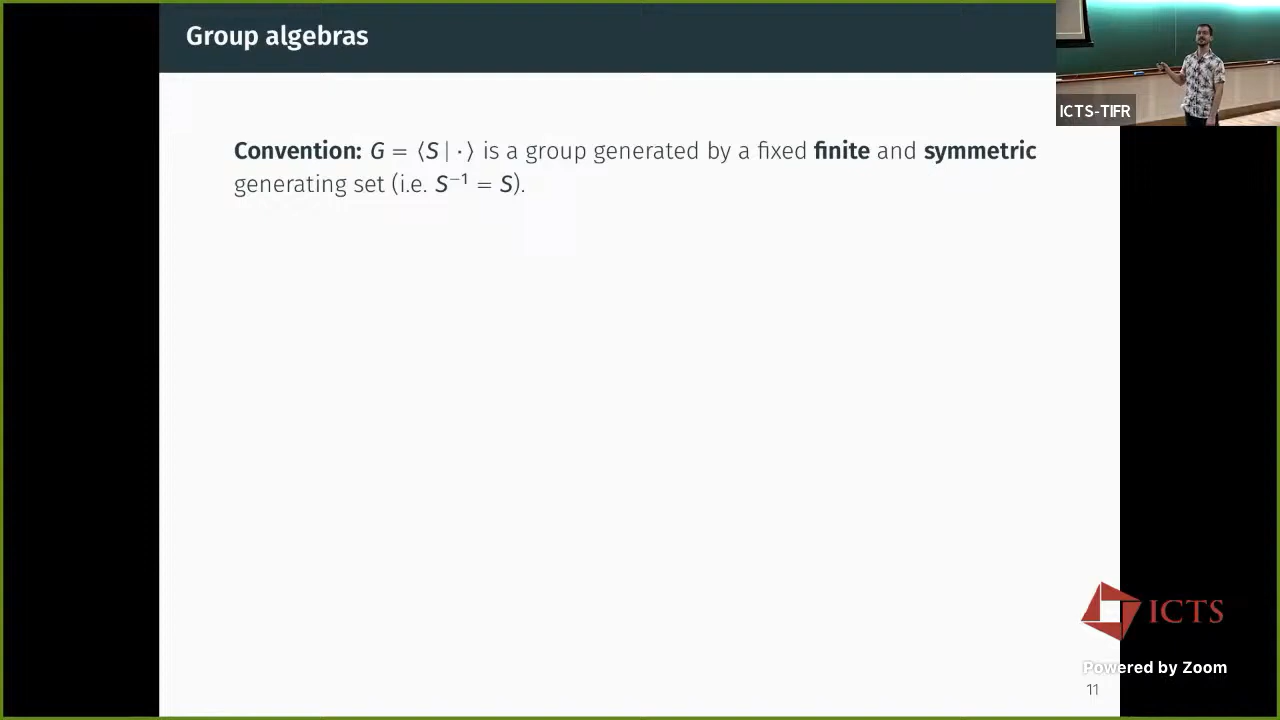 Group algebras
ICTS-TIFR
Convention: G = ⟨S | ·⟩ is a group generated by a fixed finite and symmetric
generating set (i.e. S⁻¹ = S).
ICTS
Powered by Zoom
11